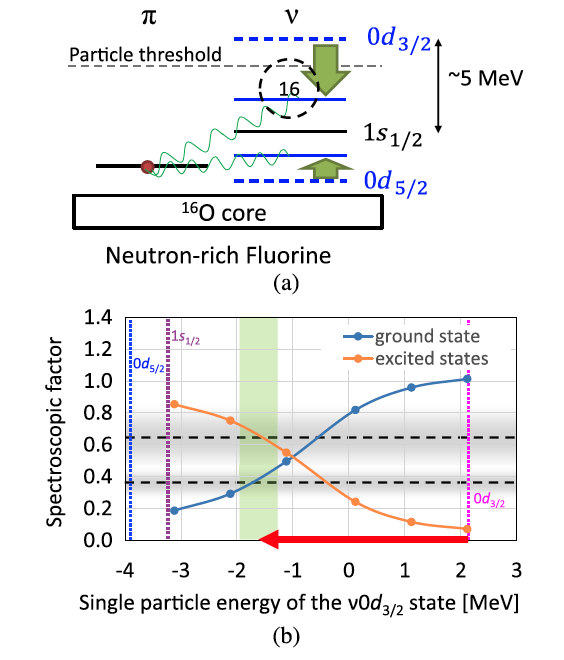 π ν
0d3/2
Particle threshold
16
~5 MeV
1s1/2
0d5/2
¹⁶O core
Neutron-rich Fluorine
(a)
1.4
1.2
1.0
0.8
0.6
0.4
0.2
0.0
Spectroscopic factor
1s1/2
0d5/2
ground state
excited states
0d3/2
-4 -3 -2 -1 0 1 2 3
Single particle energy of the ν0d3/2 state [MeV]
(b)